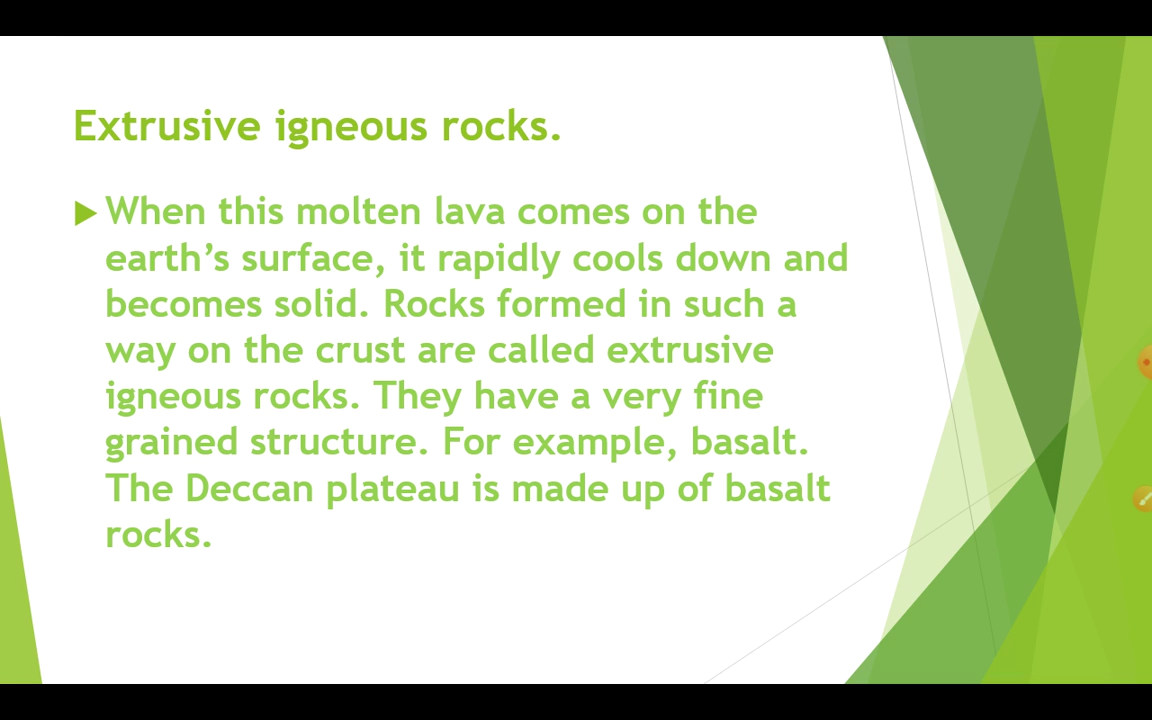 Extrusive igneous rocks.
When this molten lava comes on the
earth’s surface, it rapidly cools down and
becomes solid. Rocks formed in such a
way on the crust are called extrusive
igneous rocks. They have a very fine
grained structure. For example, basalt.
The Deccan plateau is made up of basalt
rocks.